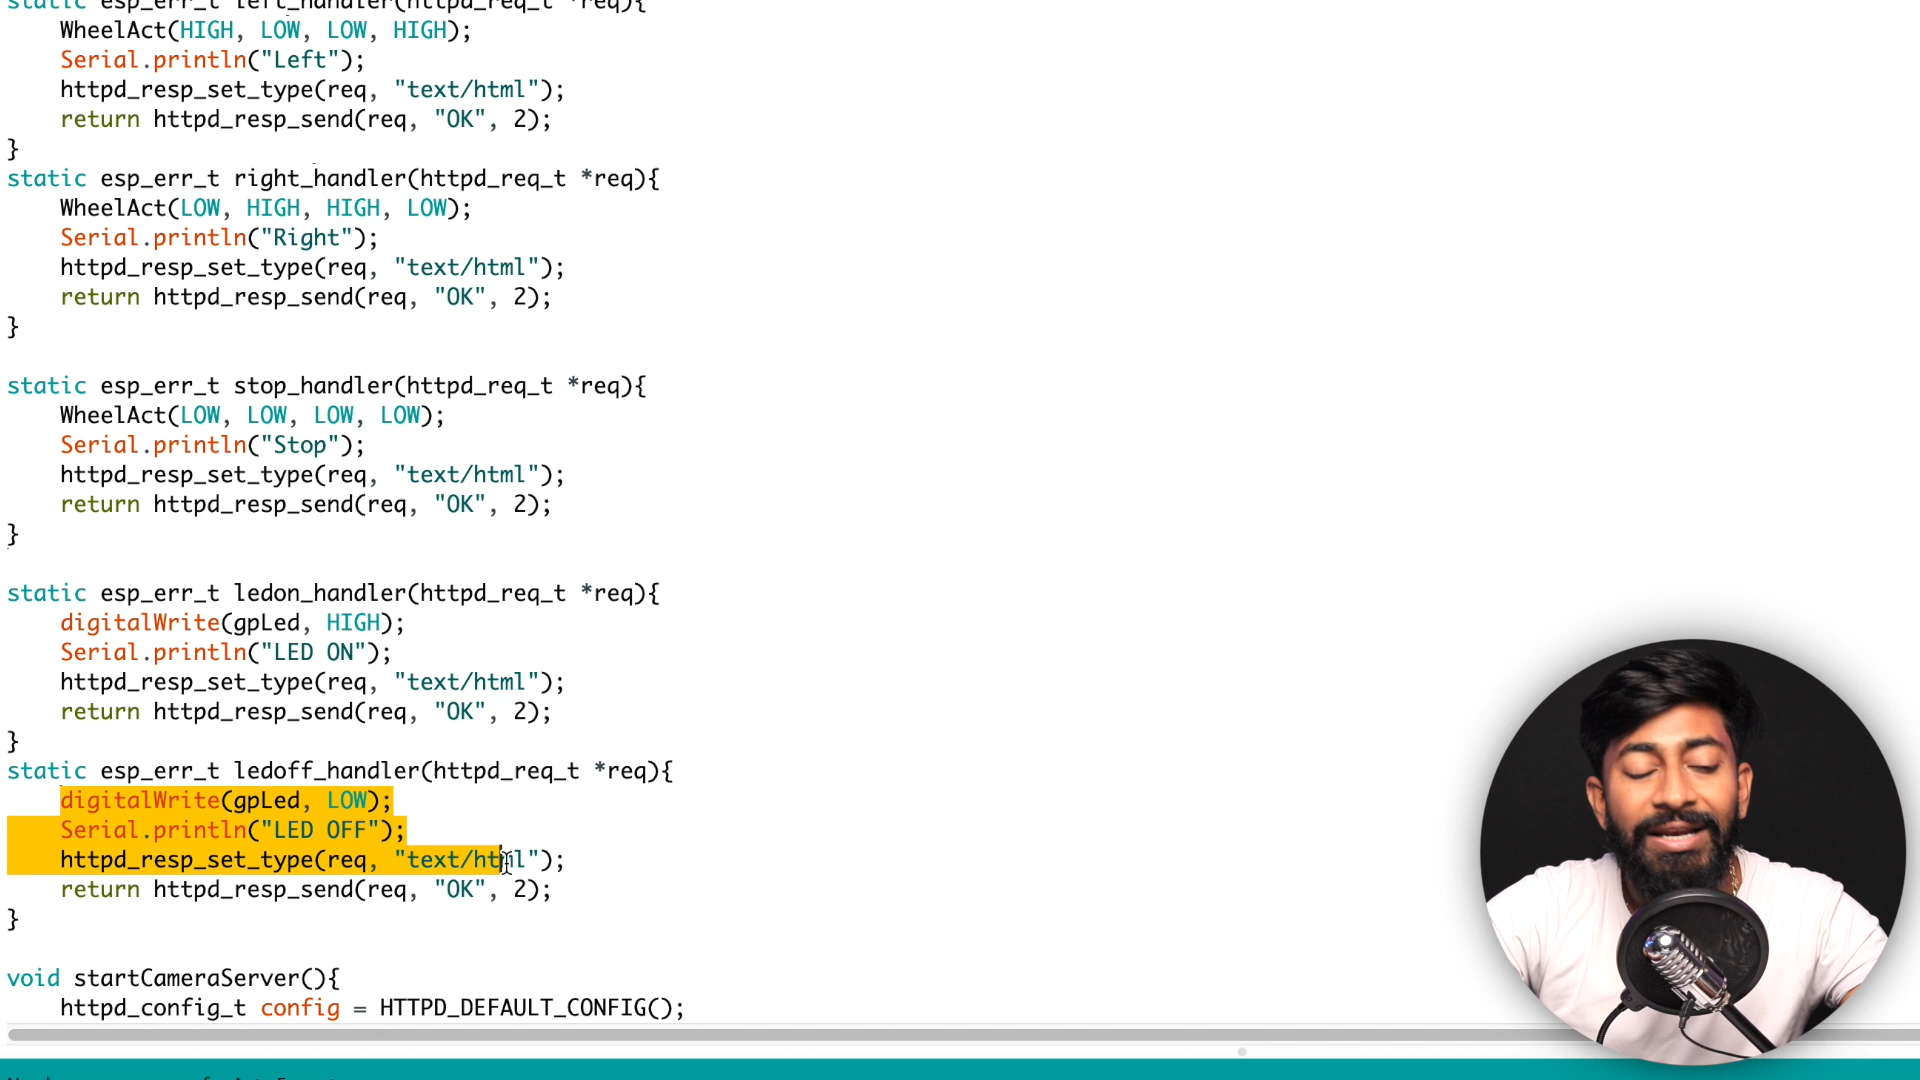 static esp_err_t left_handler(httpd_req_t *req){
WheelAct(HIGH, LOW, LOW, HIGH);
Serial.println("Left");
httpd_resp_set_type(req, "text/html");
return httpd_resp_send(req, "OK", 2);
}
static esp_err_t right_handler(httpd_req_t *req){
WheelAct(LOW, HIGH, HIGH, LOW);
Serial.println("Right");
httpd_resp_set_type(req, "text/html");
return httpd_resp_send(req, "OK", 2);
}
static esp_err_t stop_handler(httpd_req_t *req){
WheelAct(LOW, LOW, LOW, LOW);
Serial.println("Stop");
httpd_resp_set_type(req, "text/html");
return httpd_resp_send(req, "OK", 2);
}
static esp_err_t ledon_handler(httpd_req_t *req){
digitalWrite(gpLed, HIGH);
Serial.println("LED ON");
httpd_resp_set_type(req, "text/html");
return httpd_resp_send(req, "OK", 2);
}
static esp_err_t ledoff_handler(httpd_req_t *req){
digitalWrite(gpLed, LOW);
Serial.println("LED OFF");
httpd_resp_set_type(req, "text/html");
return httpd_resp_send(req, "OK", 2);
}
void startCameraServer(){
httpd_config_t config = HTTPD_DEFAULT_CONFIG();